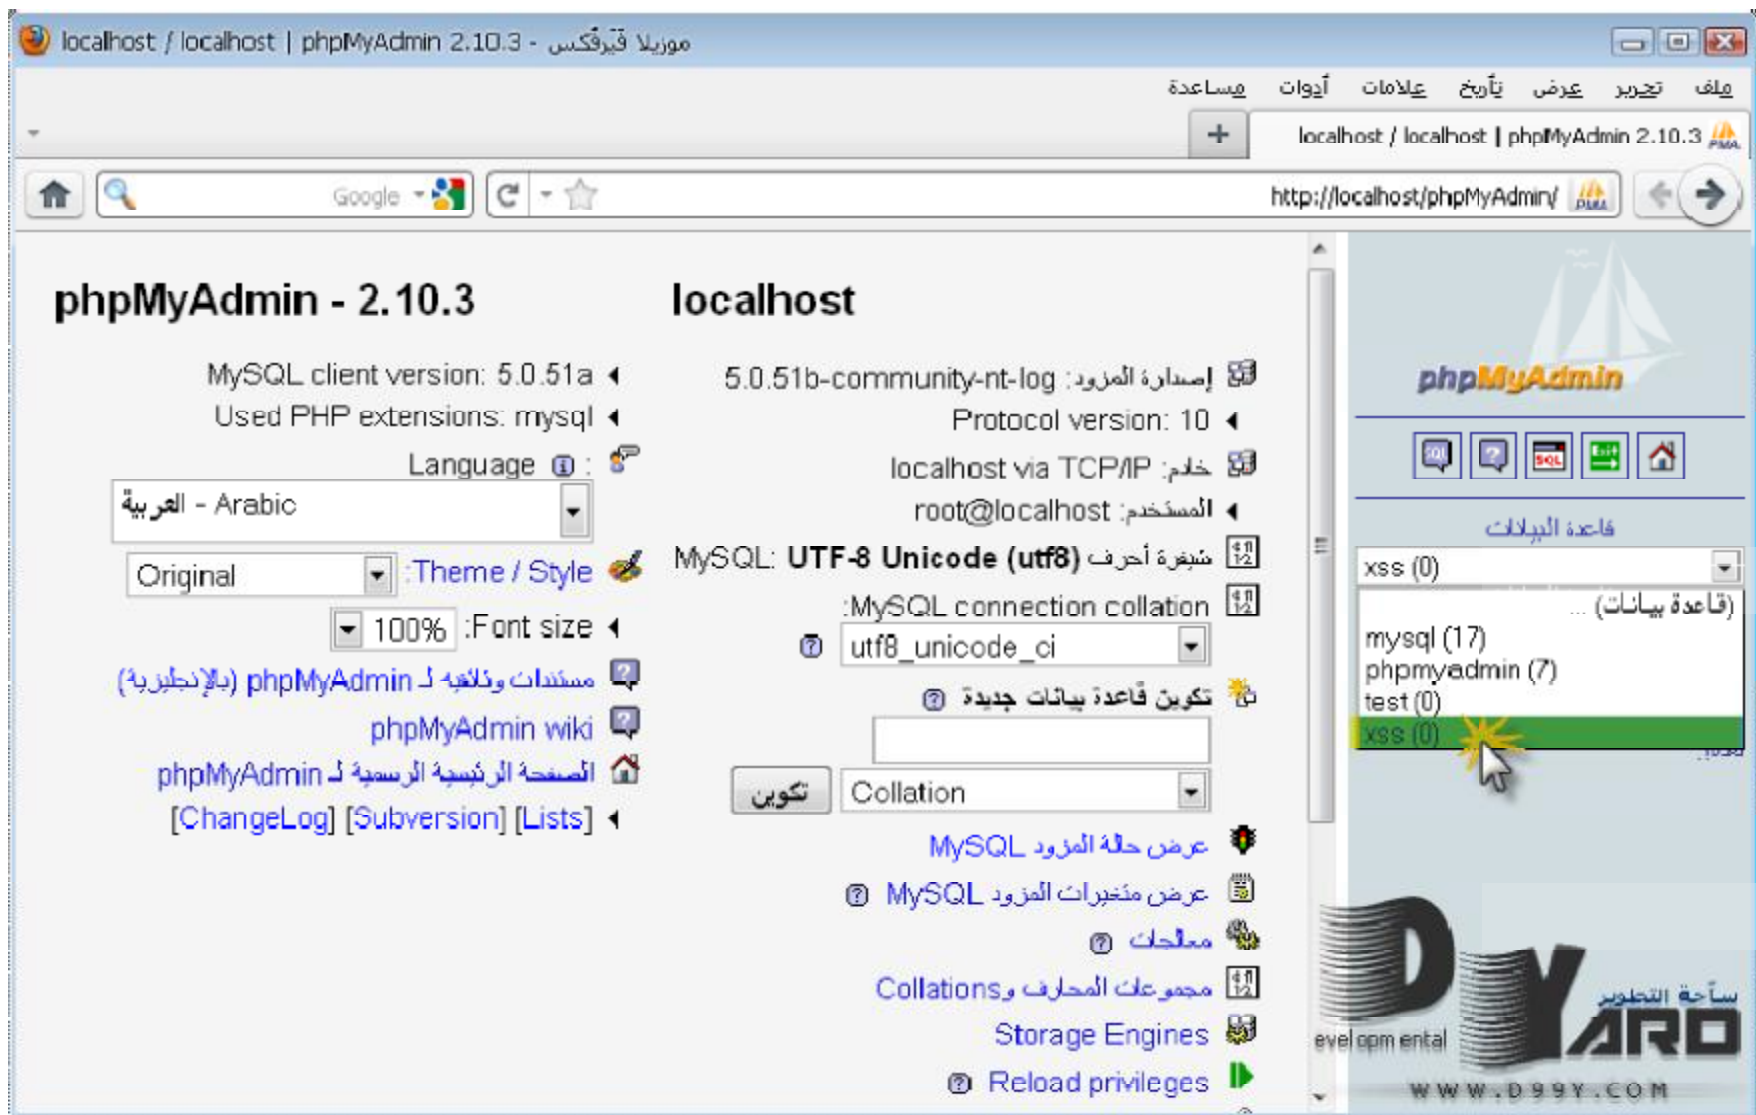 localhost / localhost | phpMyAdmin 2.10.3 - موزيلا فَيَرفُكس
ملف تحرير عرض تأريخ علامات أدوات مساعدة
localhost / localhost | phpMyAdmin 2.10.3
http://localhost/phpMyAdmin/
Google
phpMyAdmin
قاعدة البيانات
xss (0)
(قاعدة بيانات) ...
mysql (17)
phpmyadmin (7)
test (0)
xss (0)
localhost
إصدارة المزود: 5.0.51b-community-nt-log
Protocol version: 10
خادم: localhost via TCP/IP
المستخدم: root@localhost
شيفرة أحرف MySQL: UTF-8 Unicode (utf8)
MySQL connection collation:
utf8_unicode_ci
تكوين قاعدة بيانات جديدة
Collation
تكوين
عرض حالة المزود MySQL
عرض متغيرات المزود MySQL
معالجات
مجموعات المحارف وCollations
Storage Engines
Reload privileges
phpMyAdmin - 2.10.3
MySQL client version: 5.0.51a
Used PHP extensions: mysql
Language :
Arabic - العربية
Theme / Style:
Original
Font size:
100%
مستندات وثائقيه لـ phpMyAdmin (بالإنجليزية)
phpMyAdmin wiki
الصفحة الرئيسية الرسمية لـ phpMyAdmin
[ChangeLog] [Subversion] [Lists]
ساحة التطوير
D YARD
evelopmental
WWW.D99Y.COM